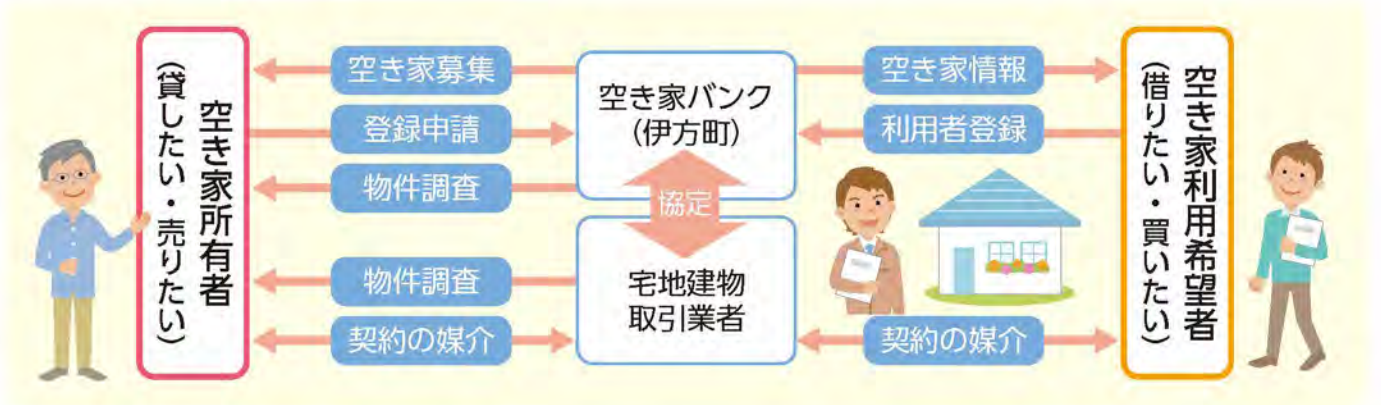 空き家所有者
(貸したい・売りたい)
空き家募集
登録申請
物件調査
物件調査
契約の媒介
空き家バンク
(伊方町)
協定
宅地建物
取引業者
空き家情報
利用者登録
契約の媒介
空き家利用希望者
(借りたい・買いたい)